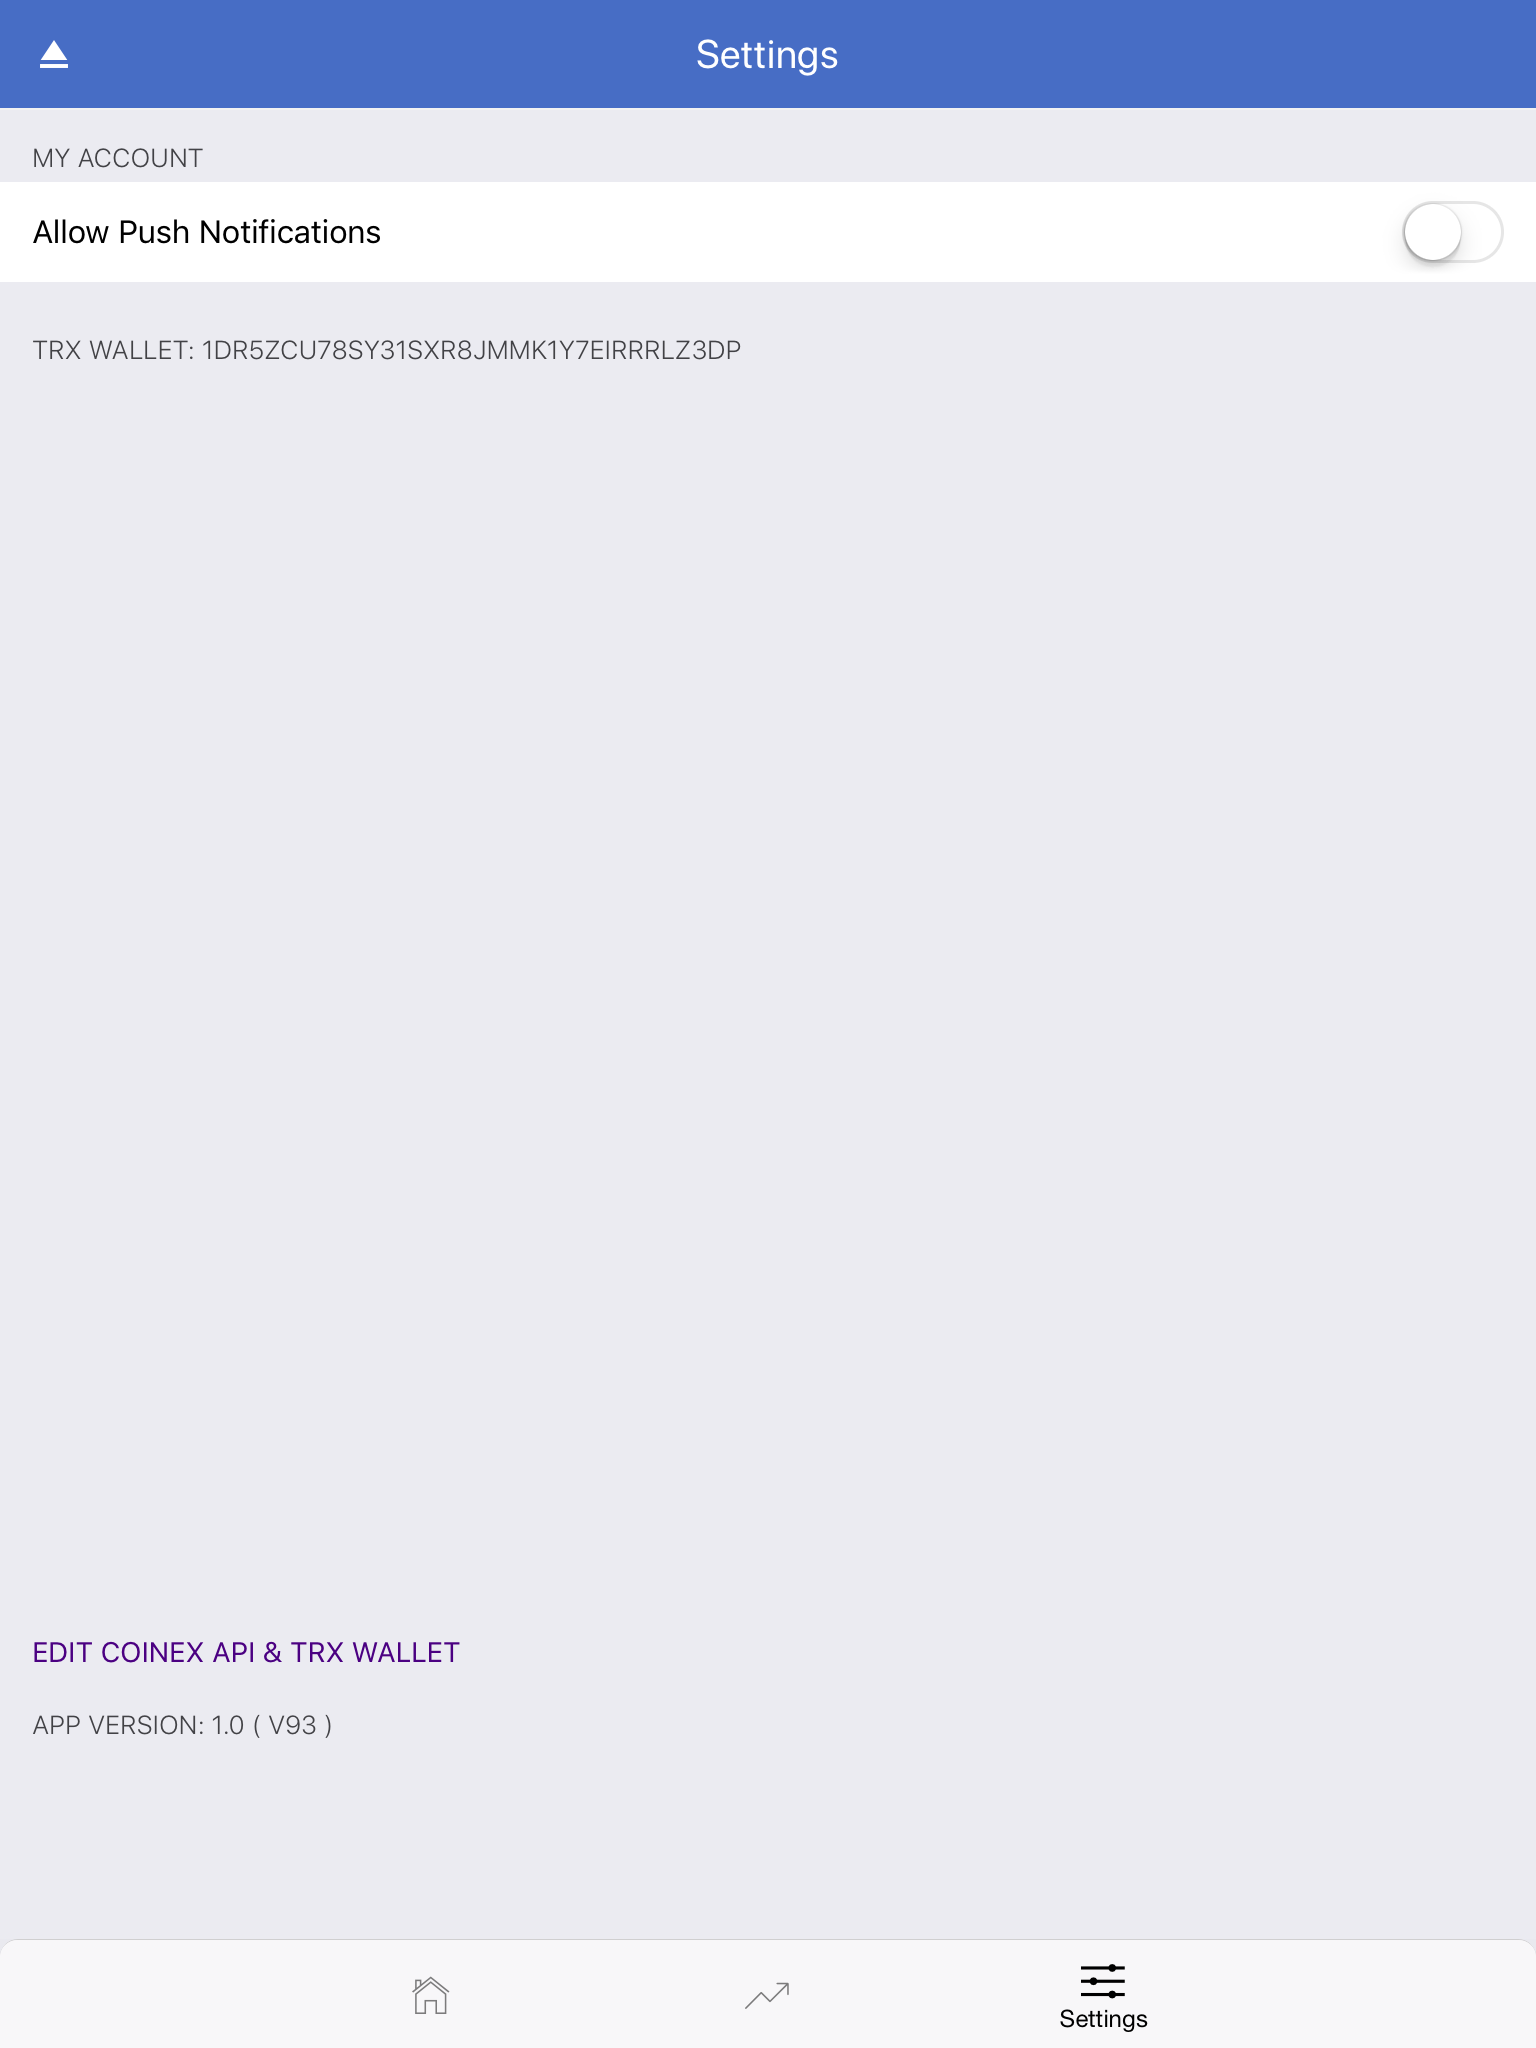 Settings
MY ACCOUNT
Allow Push Notifications
TRX WALLET: 1DR5ZCU78SY31SXR8JMMK1Y7EIRRRLZ3DP
EDIT COINEX API & TRX WALLET
APP VERSION: 1.0 ( V93 )
Settings